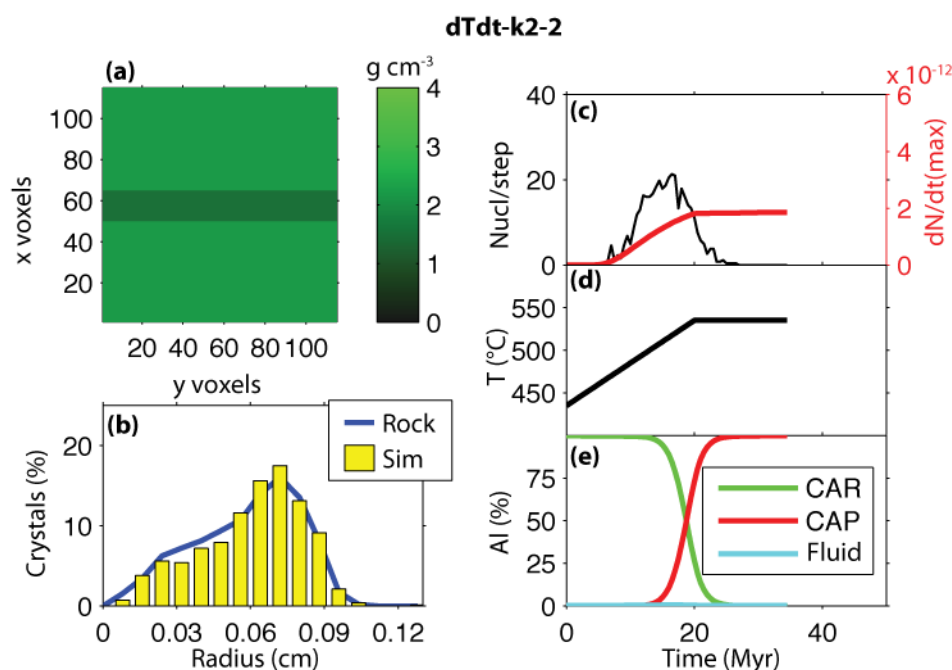 dTdt-k2-2
(a)
g cm-3
4
3
2
1
0
100
80
60
40
20
x voxels
20 40 60 80 100
y voxels
(b)
Rock
Sim
20
10
0
Crystals (%)
0 0.03 0.06 0.09 0.12
Radius (cm)
(c)
40
20
0
Nucl/step
x 10-12
6
4
2
0
dN/dt(max)
(d)
550
500
450
T (°C)
(e)
75
50
25
0
Al (%)
CAR
CAP
Fluid
0 20 40
Time (Myr)